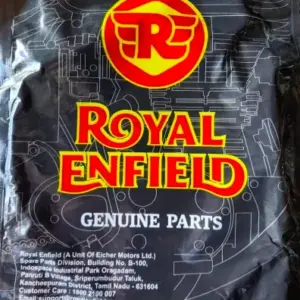 R
ROYAL
ENFIELD
GENUINE PARTS
Royal Enfield (A Unit Of Eicher Motors Ltd.)
Spare Parts Division, Building No. B-100,
Indospace Industrial Park Oragadam,
Panruti B Village, Sriperumbudur Taluk,
Kancheepuram District, Tamil Nadu - 631604
Customer Care : 1800 2100 007